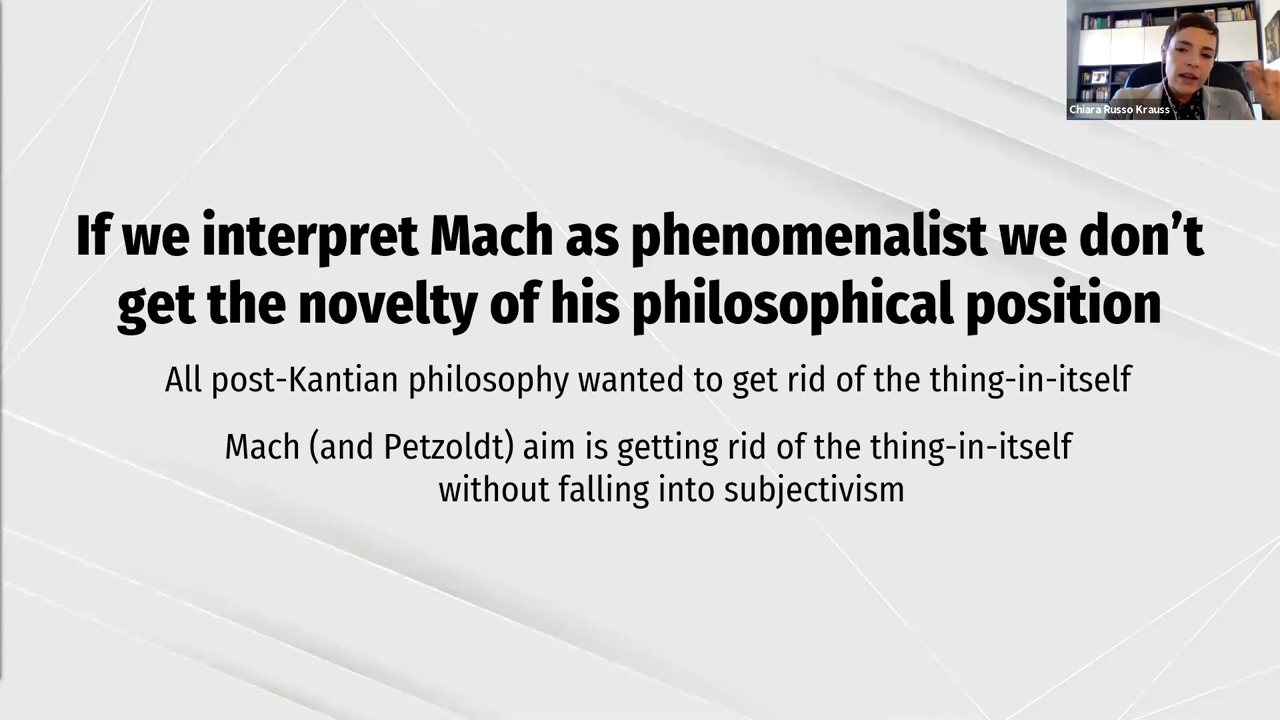 Chiara Russo Krauss
If we interpret Mach as phenomenalist we don’t
get the novelty of his philosophical position
All post-Kantian philosophy wanted to get rid of the thing-in-itself
Mach (and Petzoldt) aim is getting rid of the thing-in-itself
without falling into subjectivism